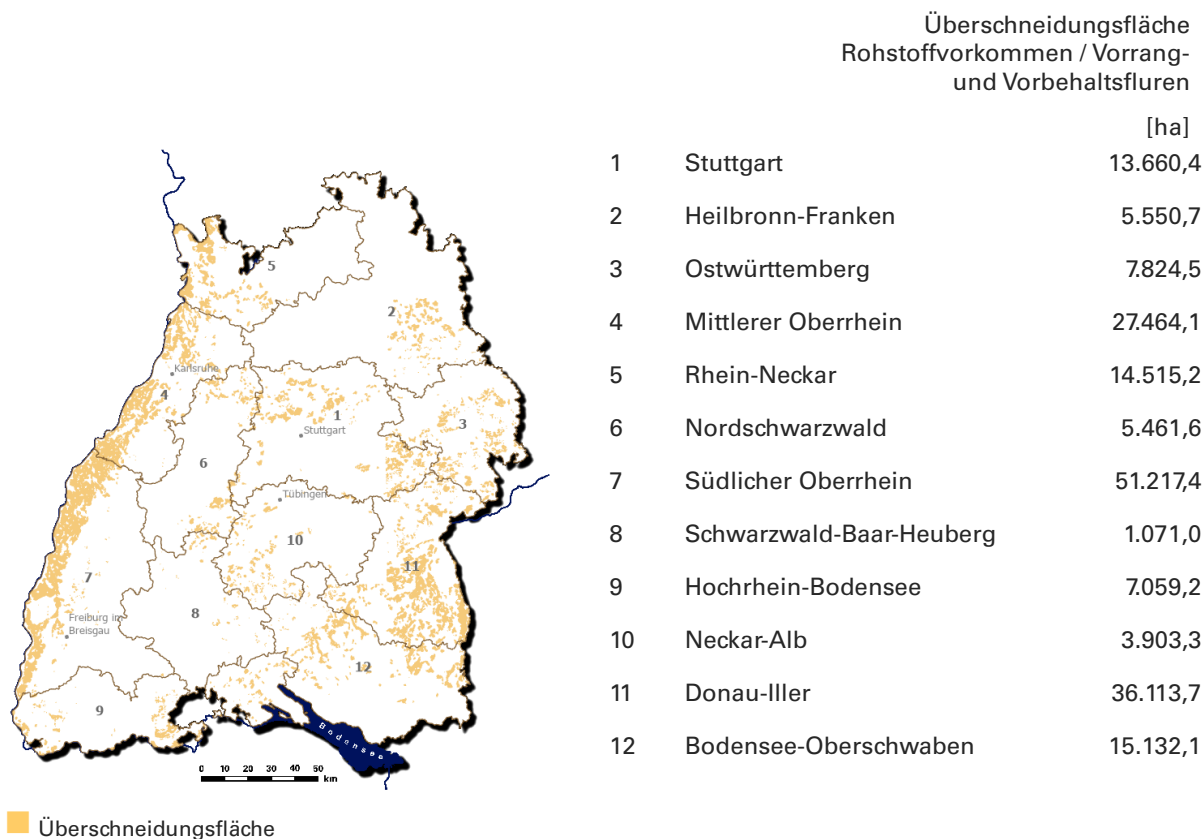 Überschneidungsfläche
Rohstoffvorkommen / Vorrang-
und Vorbehaltsfluren
[ha]
1 Stuttgart 13.660,4
2 Heilbronn-Franken 5.550,7
3 Ostwürttemberg 7.824,5
4 Mittlerer Oberrhein 27.464,1
5 Rhein-Neckar 14.515,2
6 Nordschwarzwald 5.461,6
7 Südlicher Oberrhein 51.217,4
8 Schwarzwald-Baar-Heuberg 1.071,0
9 Hochrhein-Bodensee 7.059,2
10 Neckar-Alb 3.903,3
11 Donau-Iller 36.113,7
12 Bodensee-Oberschwaben 15.132,1
5
2
Karlsruhe
4
1
3
Stuttgart
6
Tübingen
10
11
7
8
Freiburg im
Breisgau
12
9
Bodensee
0 10 20 30 40 50
km
Überschneidungsfläche